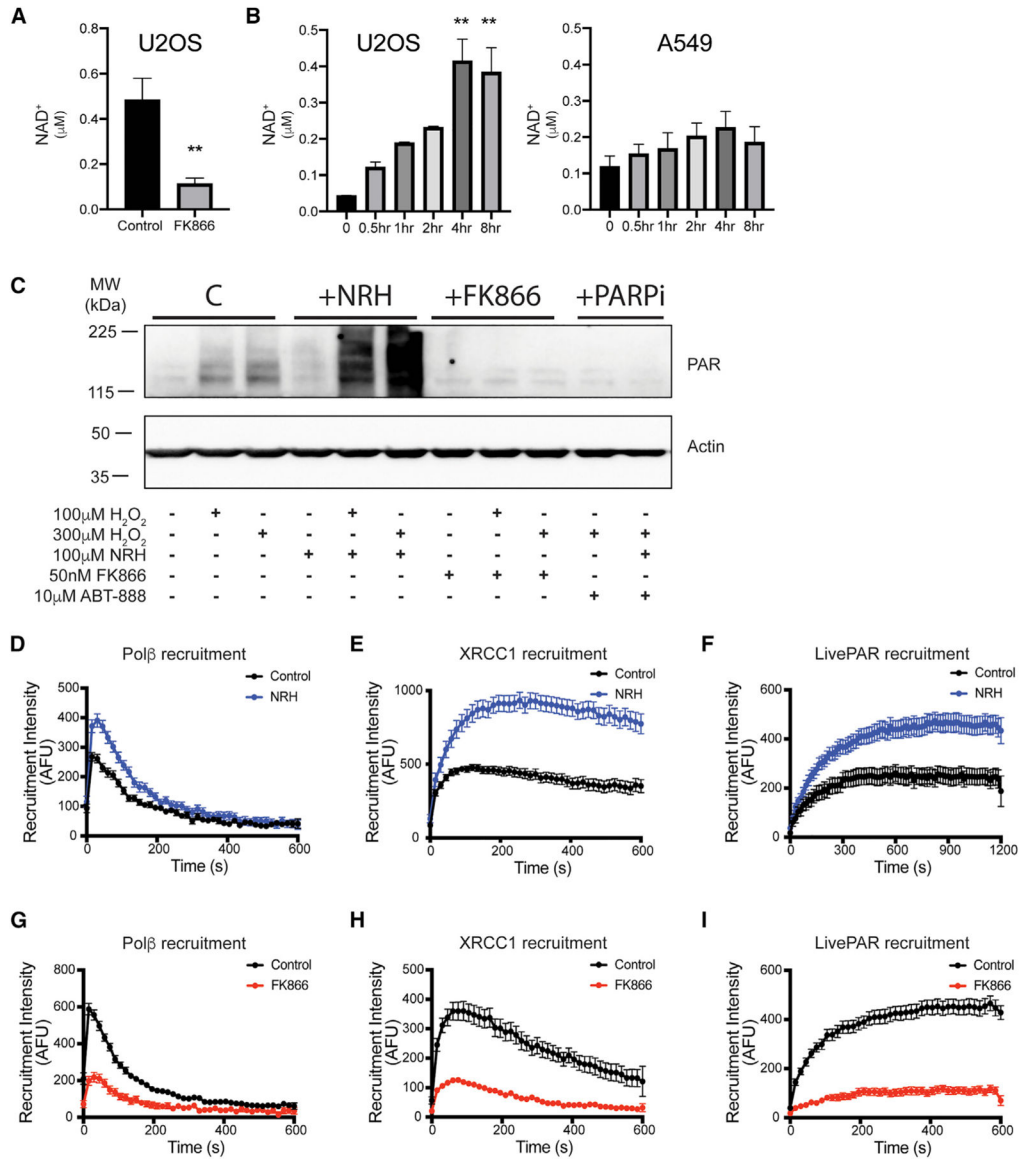 A
U2OS
NAD+
(μM)
0.8
0.6
0.4
0.2
0.0
**
Control FK866
B
U2OS
NAD+
(μM)
0.5
0.4
0.3
0.2
0.1
0.0
** **
0 0.5hr 1hr 2hr 4hr 8hr
A549
NAD+
(μM)
0.5
0.4
0.3
0.2
0.1
0.0
0 0.5hr 1hr 2hr 4hr 8hr
C
MW
(kDa)
C +NRH +FK866 +PARPi
225
115
PAR
50
35
Actin
100μM H2O2 - + - - + - - + - - -
300μM H2O2 - - + - - + - - + + +
100μM NRH - - - + + + - - - - +
50nM FK866 - - - - - - + + + - -
10μM ABT-888 - - - - - - - - - + +
D
Polβ recruitment
Control
NRH
Recruitment Intensity
(AFU)
500
400
300
200
100
0
0 200 400 600
Time (s)
E
XRCC1 recruitment
Control
NRH
Recruitment Intensity
(AFU)
1000
500
0
0 200 400 600
Time (s)
F
LivePAR recruitment
Control
NRH
Recruitment Intensity
(AFU)
600
400
200
0
0 300 600 900 1200
Time (s)
G
Polβ recruitment
Control
FK866
Recruitment Intensity
(AFU)
800
600
400
200
0
0 200 400 600
Time (s)
H
XRCC1 recruitment
Control
FK866
Recruitment Intensity
(AFU)
500
400
300
200
100
0
0 200 400 600
Time (s)
I
LivePAR recruitment
Control
FK866
Recruitment Intensity
(AFU)
600
400
200
0
0 200 400 600
Time (s)